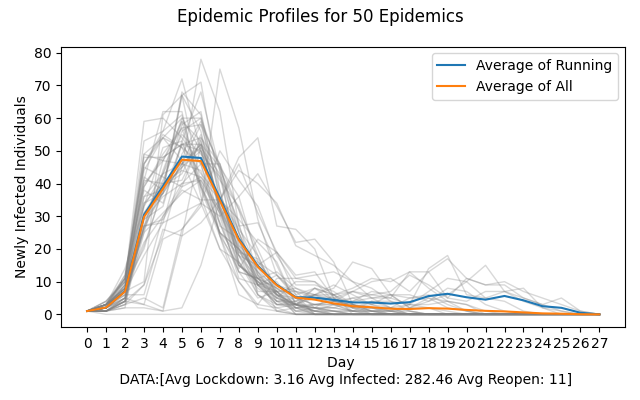 Epidemic Profiles for 50 Epidemics
Average of Running
Average of All
Newly Infected Individuals
80
70
60
50
40
30
20
10
0
0 1 2 3 4 5 6 7 8 9 10 11 12 13 14 15 16 17 18 19 20 21 22 23 24 25 26 27
Day
DATA:[Avg Lockdown: 3.16 Avg Infected: 282.46 Avg Reopen: 11]